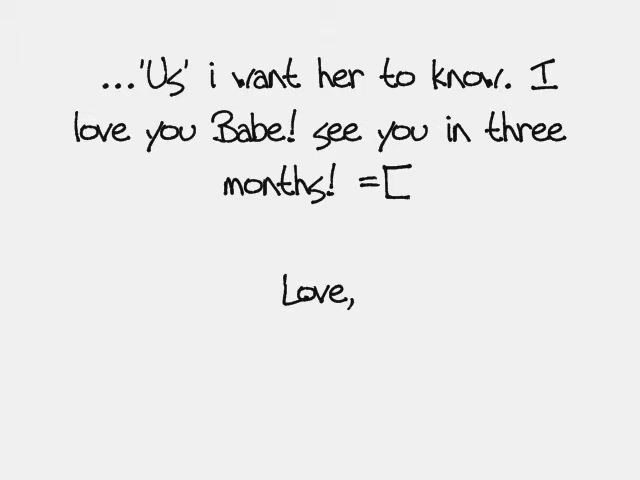 ...'Us' i want her to know. I
love you Babe! see you in three
months! =[
Love,